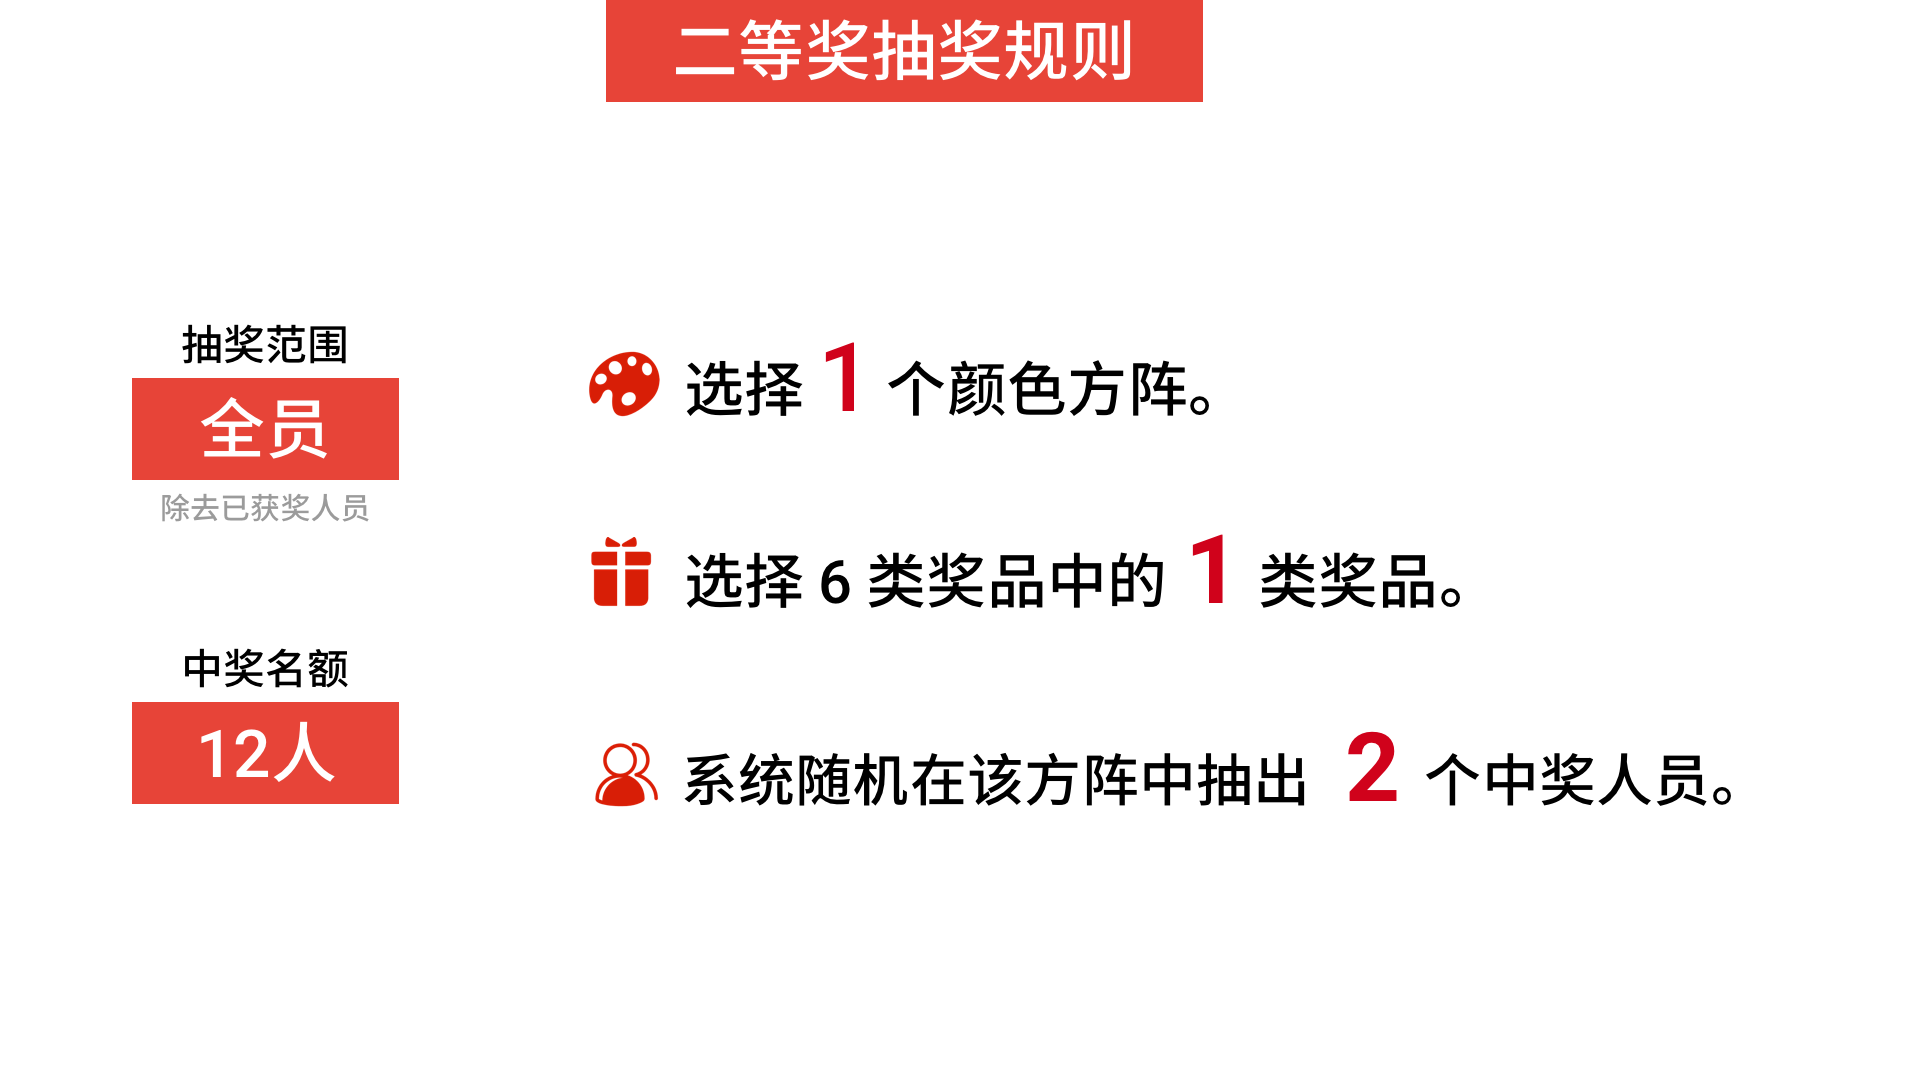 二等奖抽奖规则
抽奖范围
全员
除去已获奖人员
中奖名额
12人
选择 1 个颜色方阵。
选择 6 类奖品中的 1 类奖品。
系统随机在该方阵中抽出 2 个中奖人员。